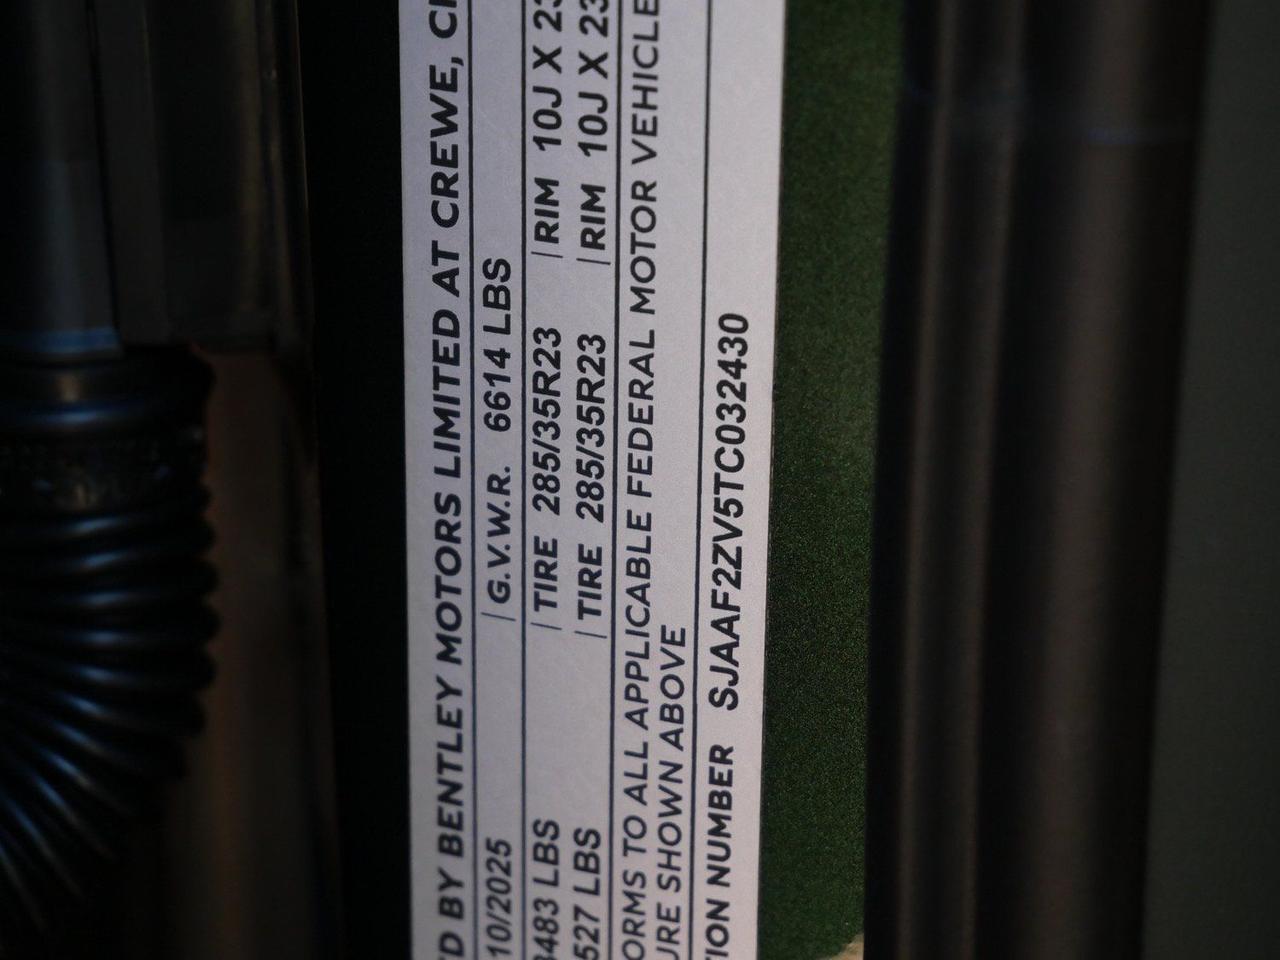 TED BY BENTLEY MOTORS LIMITED AT CREWE,
10/2025 | G.V.W.R. 6614 LBS
3483 LBS | TIRE 285/35R23 | RIM 10J X 23
527 LBS | TIRE 285/35R23 | RIM 10J X 23
ORMS TO ALL APPLICABLE FEDERAL MOTOR VEHICLE
URE SHOWN ABOVE
TION NUMBER SJAAF2ZV5TC032430